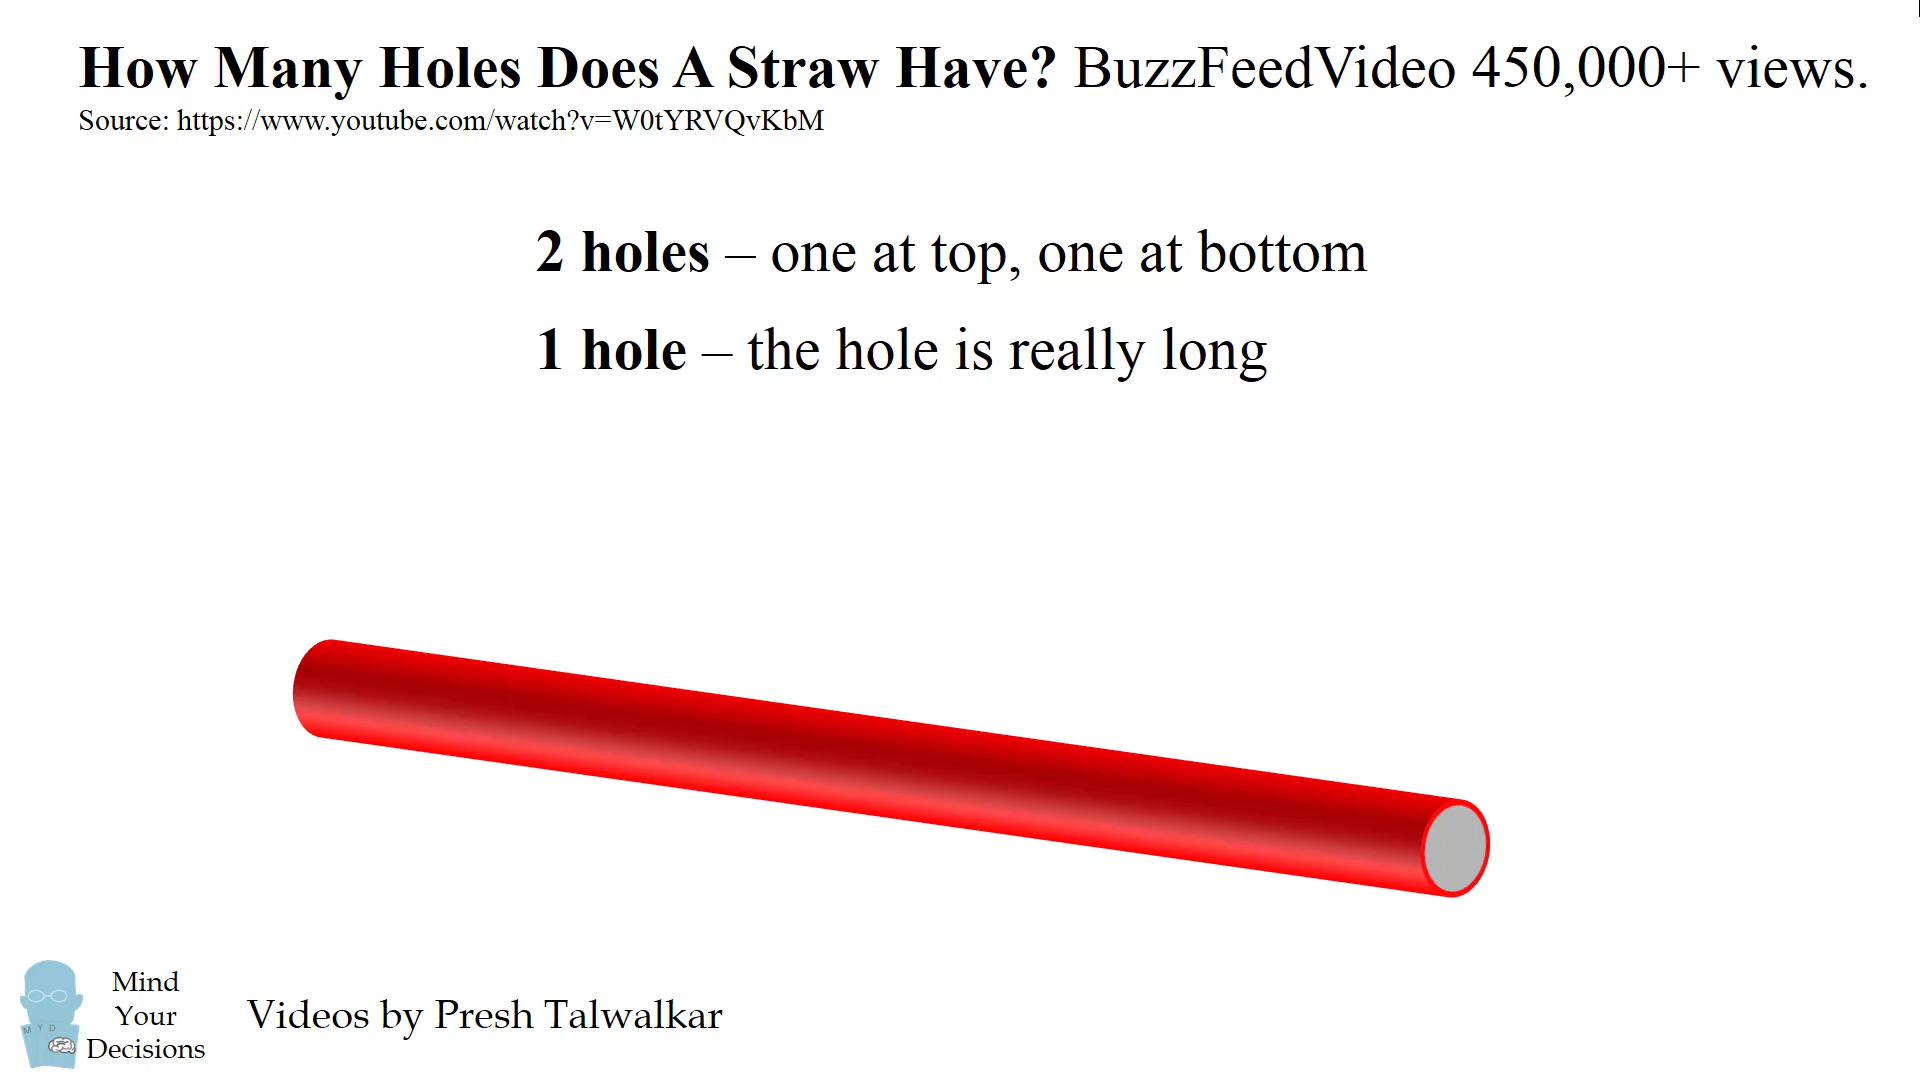 How Many Holes Does A Straw Have? BuzzFeedVideo 450,000+ views.
Source: https://www.youtube.com/watch?v=W0tYRVQvKbM
2 holes – one at top, one at bottom
1 hole – the hole is really long
M Y D
Mind
Your
Decisions
Videos by Presh Talwalkar